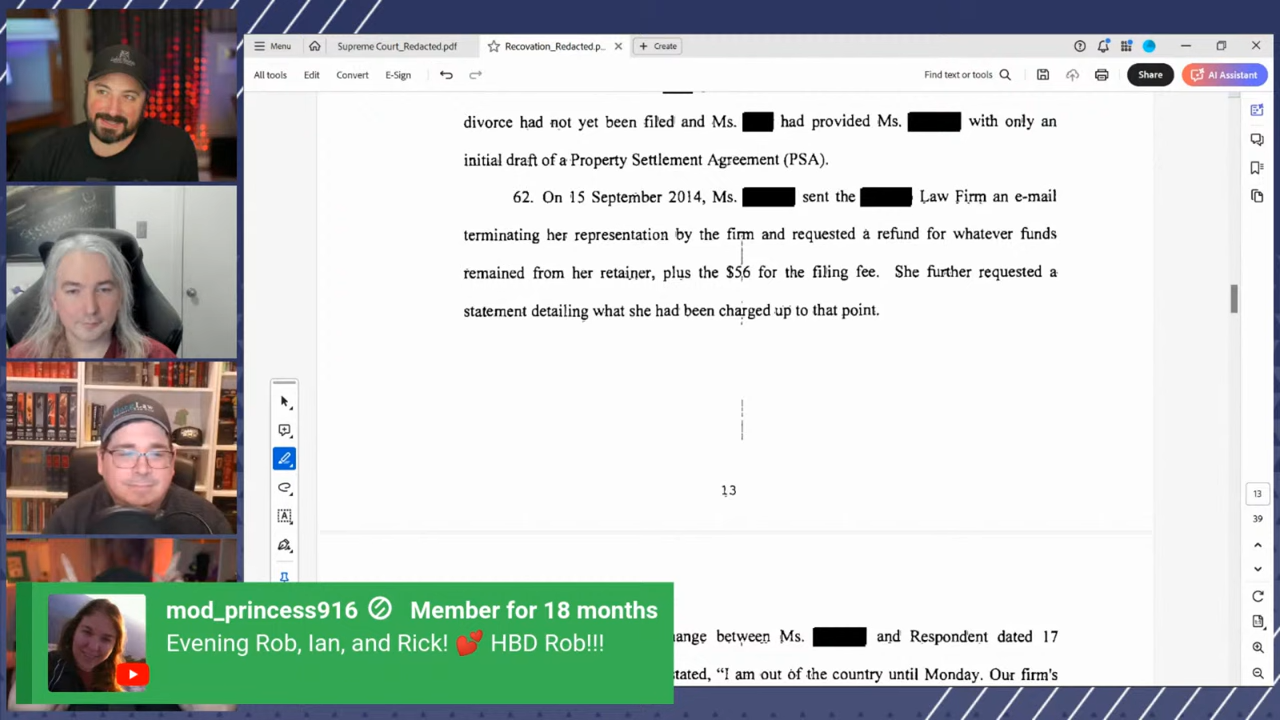 Menu
Supreme Court_Redacted.pdf
Recovation_Redacted.p...
Create
All tools
Edit
Convert
E-Sign
Find text or tools
Share
AI Assistant
divorce had not yet been filed and Ms. had provided Ms. with only an
initial draft of a Property Settlement Agreement (PSA).
62. On 15 September 2014, Ms. sent the Law Firm an e-mail
terminating her representation by the firm and requested a refund for whatever funds
remained from her retainer, plus the $56 for the filing fee. She further requested a
statement detailing what she had been charged up to that point.
13
13
39
ange between Ms. and Respondent dated 17
tated, “I am out of the country until Monday. Our firm's
mod_princess916 Member for 18 months
Evening Rob, Ian, and Rick! 💕 HBD Rob!!!